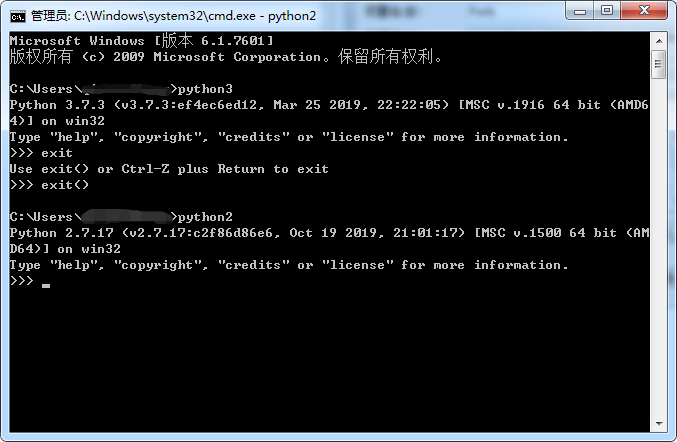 管理员: C:\Windows\system32\cmd.exe - python2
Microsoft Windows [版本 6.1.7601]
版权所有 (c) 2009 Microsoft Corporation。保留所有权利。
C:\Users\ >python3
Python 3.7.3 (v3.7.3:ef4ec6ed12, Mar 25 2019, 22:22:05) [MSC v.1916 64 bit (AMD6
4)] on win32
Type "help", "copyright", "credits" or "license" for more information.
>>> exit
Use exit() or Ctrl-Z plus Return to exit
>>> exit()
C:\Users\ >python2
Python 2.7.17 (v2.7.17:c2f86d86e6, Oct 19 2019, 21:01:17) [MSC v.1500 64 bit (AM
D64)] on win32
Type "help", "copyright", "credits" or "license" for more information.
>>>